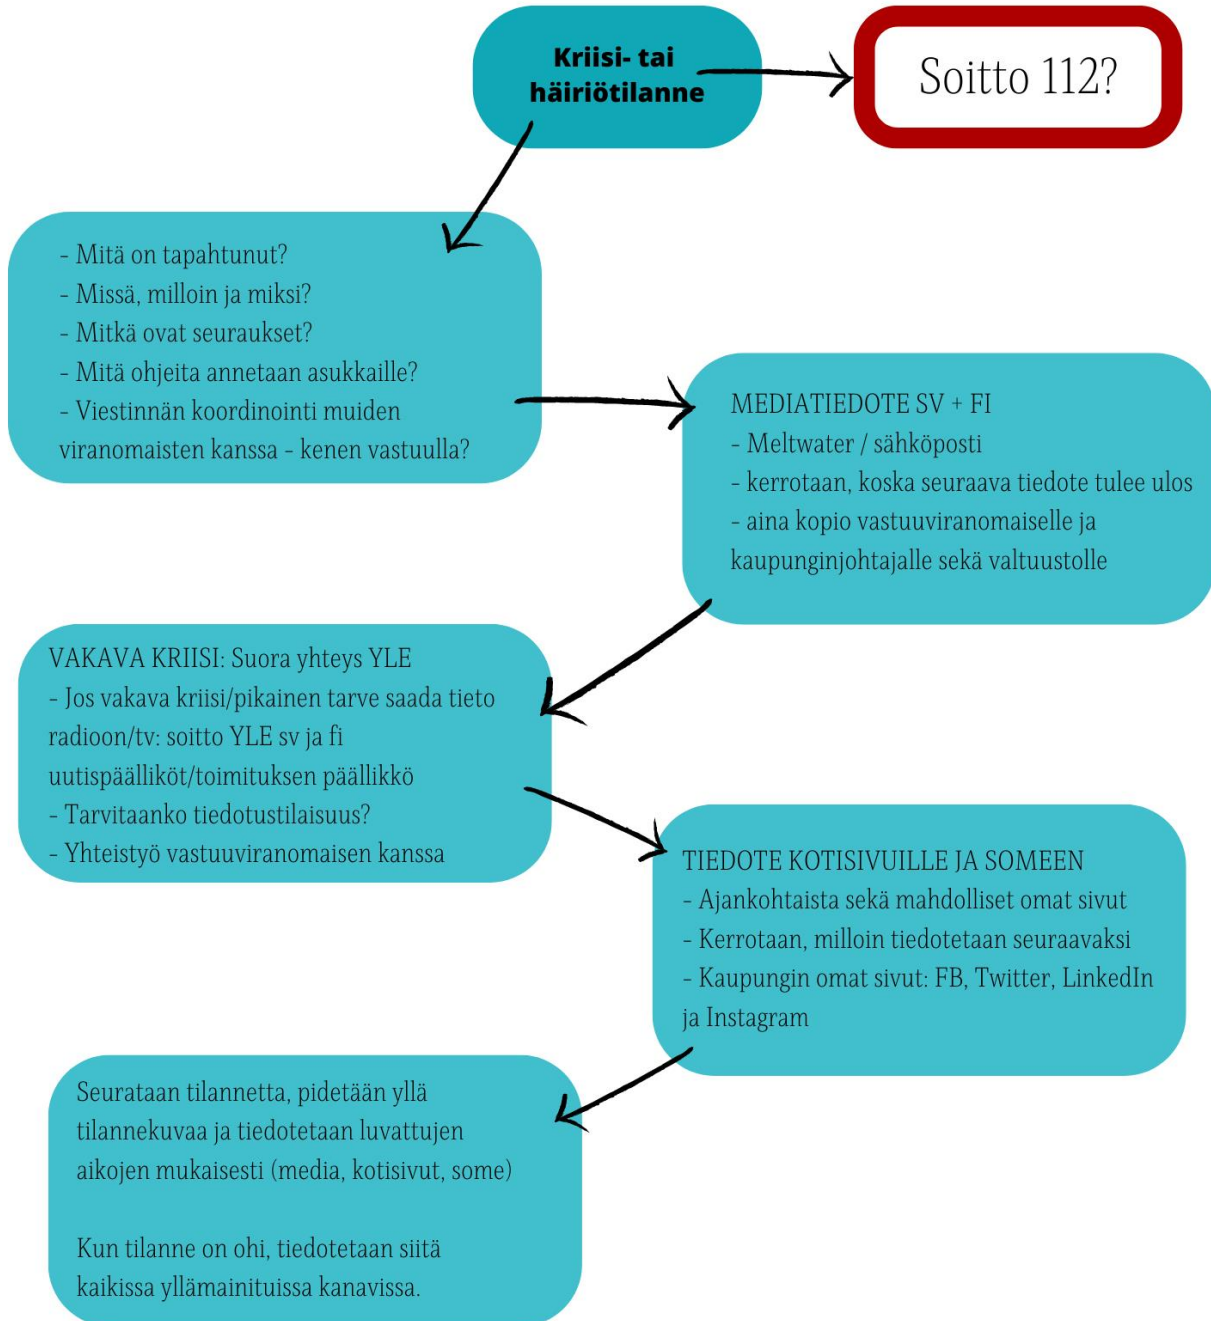 Kriisi- tai
häiriötilanne
Soitto 112?
- Mitä on tapahtunut?
- Missä, milloin ja miksi?
- Mitkä ovat seuraukset?
- Mitä ohjeita annetaan asukkaille?
- Viestinnän koordinointi muiden
viranomaisten kanssa - kenen vastuulla?
MEDIATIEDOTE SV + FI
- Meltwater / sähköposti
- kerrotaan, koska seuraava tiedote tulee ulos
- aina kopio vastuuviranomaiselle ja
kaupunginjohtajalle sekä valtuustolle
VAKAVA KRIISI: Suora yhteys YLE
- Jos vakava kriisi/pikainen tarve saada tieto
radioon/tv: soitto YLE sv ja fi
uutispäälliköt/toimituksen päällikkö
- Tarvitaanko tiedotustilaisuus?
- Yhteistyö vastuuviranomaisen kanssa
TIEDOTE KOTISIVUILLE JA SOMEEN
- Ajankohtaista sekä mahdolliset omat sivut
- Kerrotaan, milloin tiedotetaan seuraavaksi
- Kaupungin omat sivut: FB, Twitter, LinkedIn
ja Instagram
Seurataan tilannetta, pidetään yllä
tilannekuvaa ja tiedotetaan luvattujen
aikojen mukaisesti (media, kotisivut, some)
Kun tilanne on ohi, tiedotetaan siitä
kaikissa yllämainituissa kanavissa.